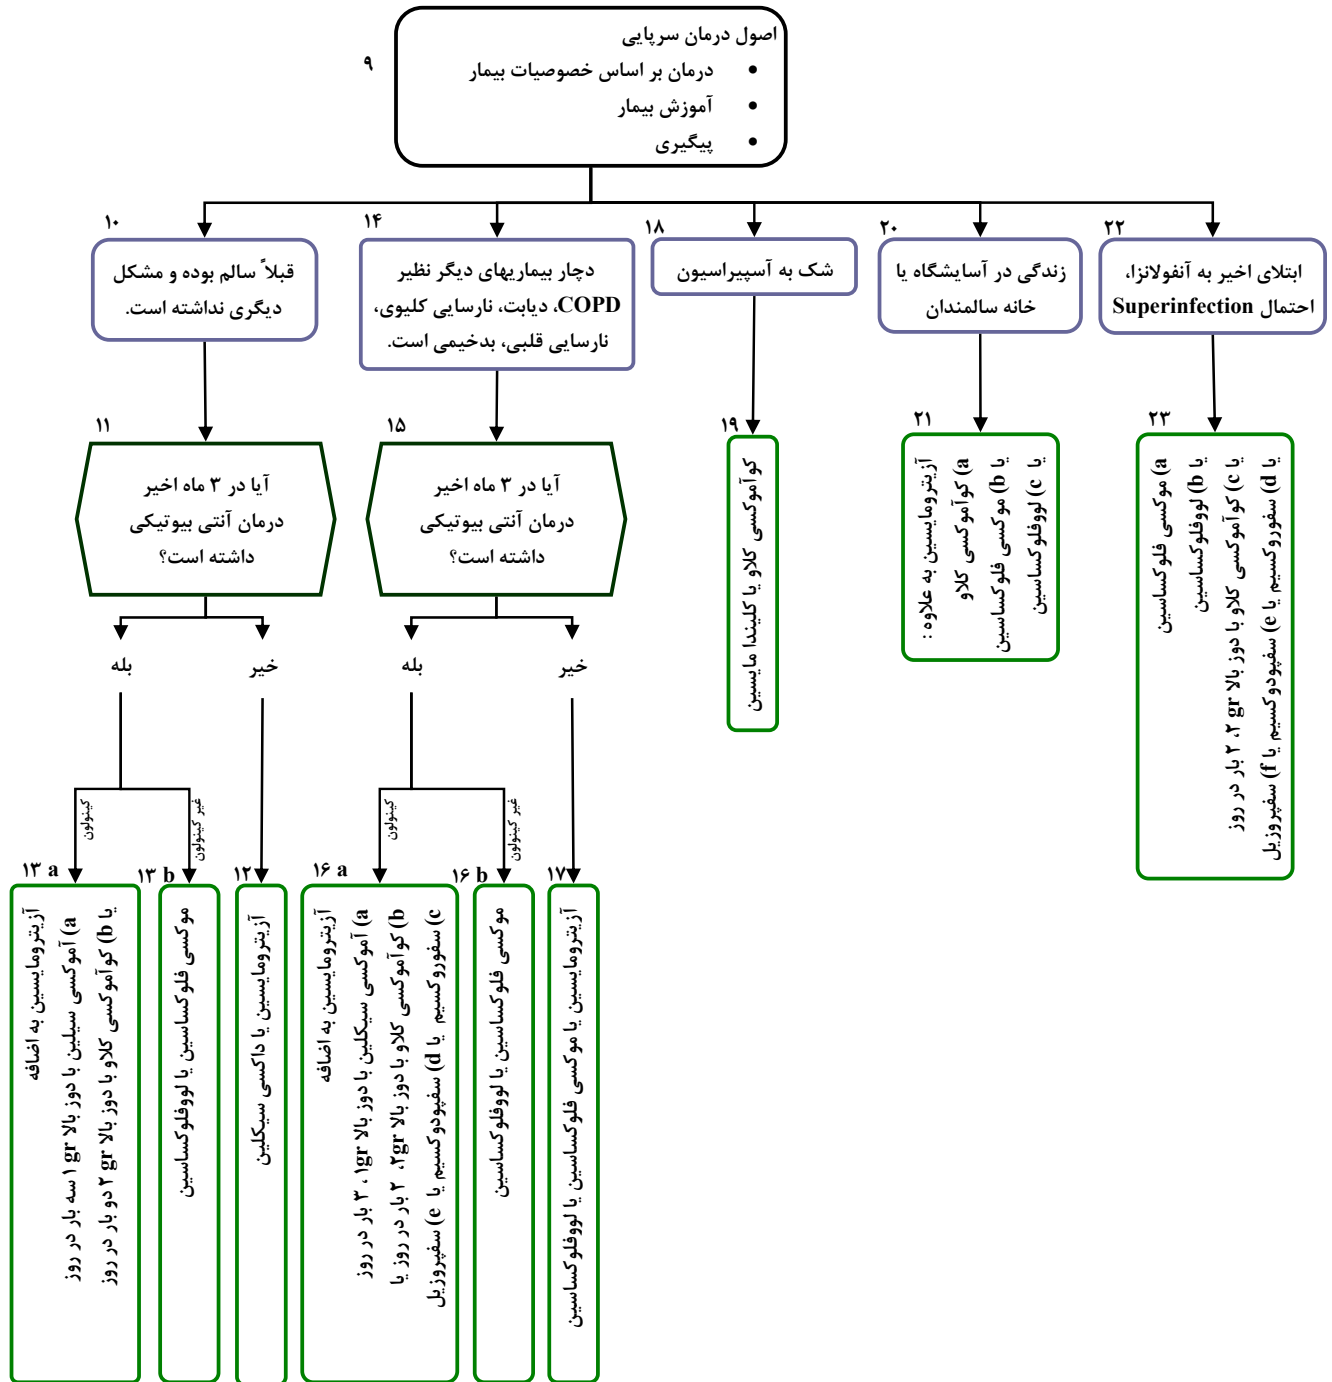 ۹
اصول درمان سرپایی
• درمان بر اساس خصوصیات بیمار
• آموزش بیمار
• پیگیری
۱۰
قبلاً سالم بوده و مشکل
دیگری نداشته است.
۱۴
دچار بیماریهای دیگر نظیر
COPD، دیابت، نارسایی کلیوی،
نارسایی قلبی، بدخیمی است.
۱۸
شک به آسپیراسیون
۲۰
زندگی در آسایشگاه یا
خانه سالمندان
۲۲
ابتلای اخیر به آنفولانزا،
احتمال Superinfection
۱۱
آیا در ۳ ماه اخیر
درمان آنتی بیوتیکی
داشته است؟
۱۵
آیا در ۳ ماه اخیر
درمان آنتی بیوتیکی
داشته است؟
۱۹
کوآموکسی کلاو یا کلیندا مایسین
۲۱
آزیترومایسین به علاوه :
a) کوآموکسی کلاو
یا b) موکسی فلوکساسین
یا c) لووفلوکساسین
۲۳
a) موکسی فلوکساسین
یا b) لووفلوکساسین
یا c) کوآموکسی کلاو با دوز بالا ۲ gr، ۲ بار در روز
یا d) سفوروکسیم یا e) سفپودوکسیم یا f) سفپروزیل
بله
خیر
بله
خیر
کینولون
غیر کینولون
کینولون
غیر کینولون
۱۳ a
آزیترومایسین به اضافه
a) آموکسی سیلین با دوز بالا ۱ gr سه بار در روز
یا b) کوآموکسی کلاو با دوز بالا ۲ gr دو بار در روز
۱۳ b
موکسی فلوکساسین یا لووفلوکساسین
۱۲
آزیترومایسین یا داکسی سیکلین
۱۶ a
آزیترومایسین به اضافه
a) آموکسی سیکلین با دوز بالا ۱gr ، ۳ بار در روز
b) کوآموکسی کلاو با دوز بالا ۲gr، ۲ بار در روز یا
c) سفوروکسیم یا d) سفپودوکسیم یا e) سفپروزیل
۱۶ b
موکسی فلوکساسین یا لووفلوکساسین
۱۷
آزیترومایسین یا موکسی فلوکساسین یا لووفلوکساسین